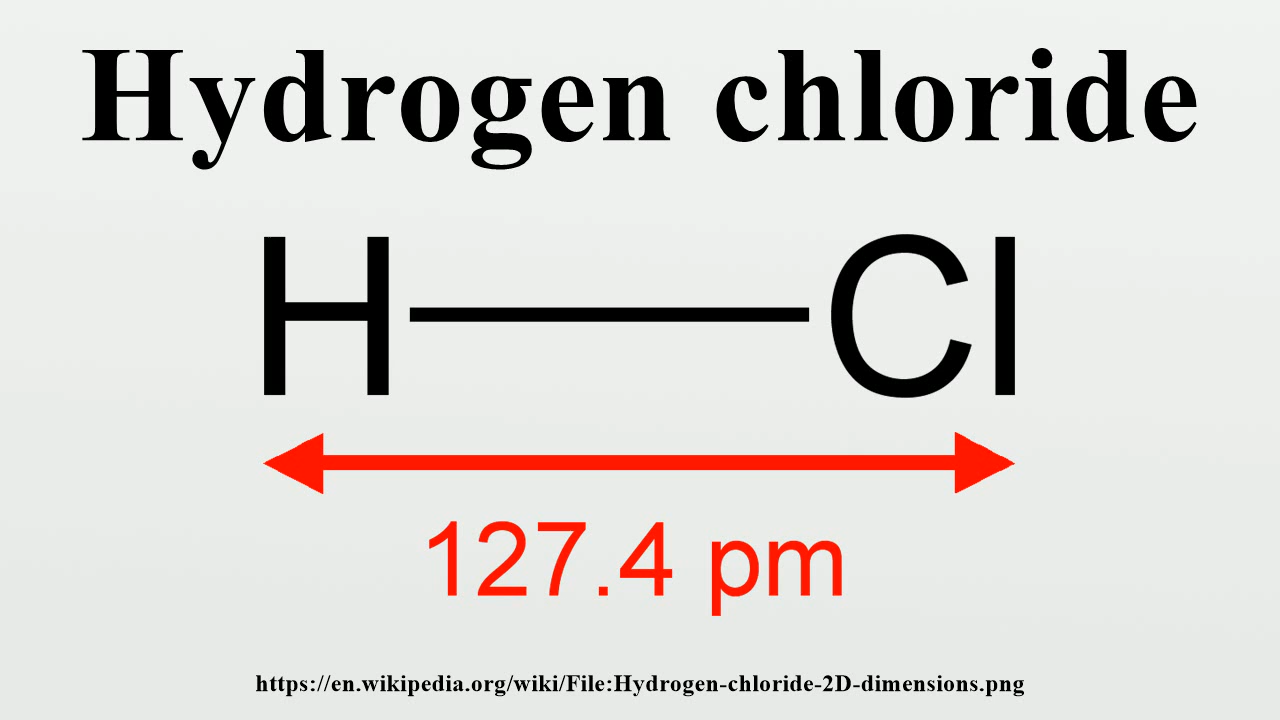 Hydrogen chloride
H Cl
127.4 pm
https://en.wikipedia.org/wiki/File:Hydrogen-chloride-2D-dimensions.png